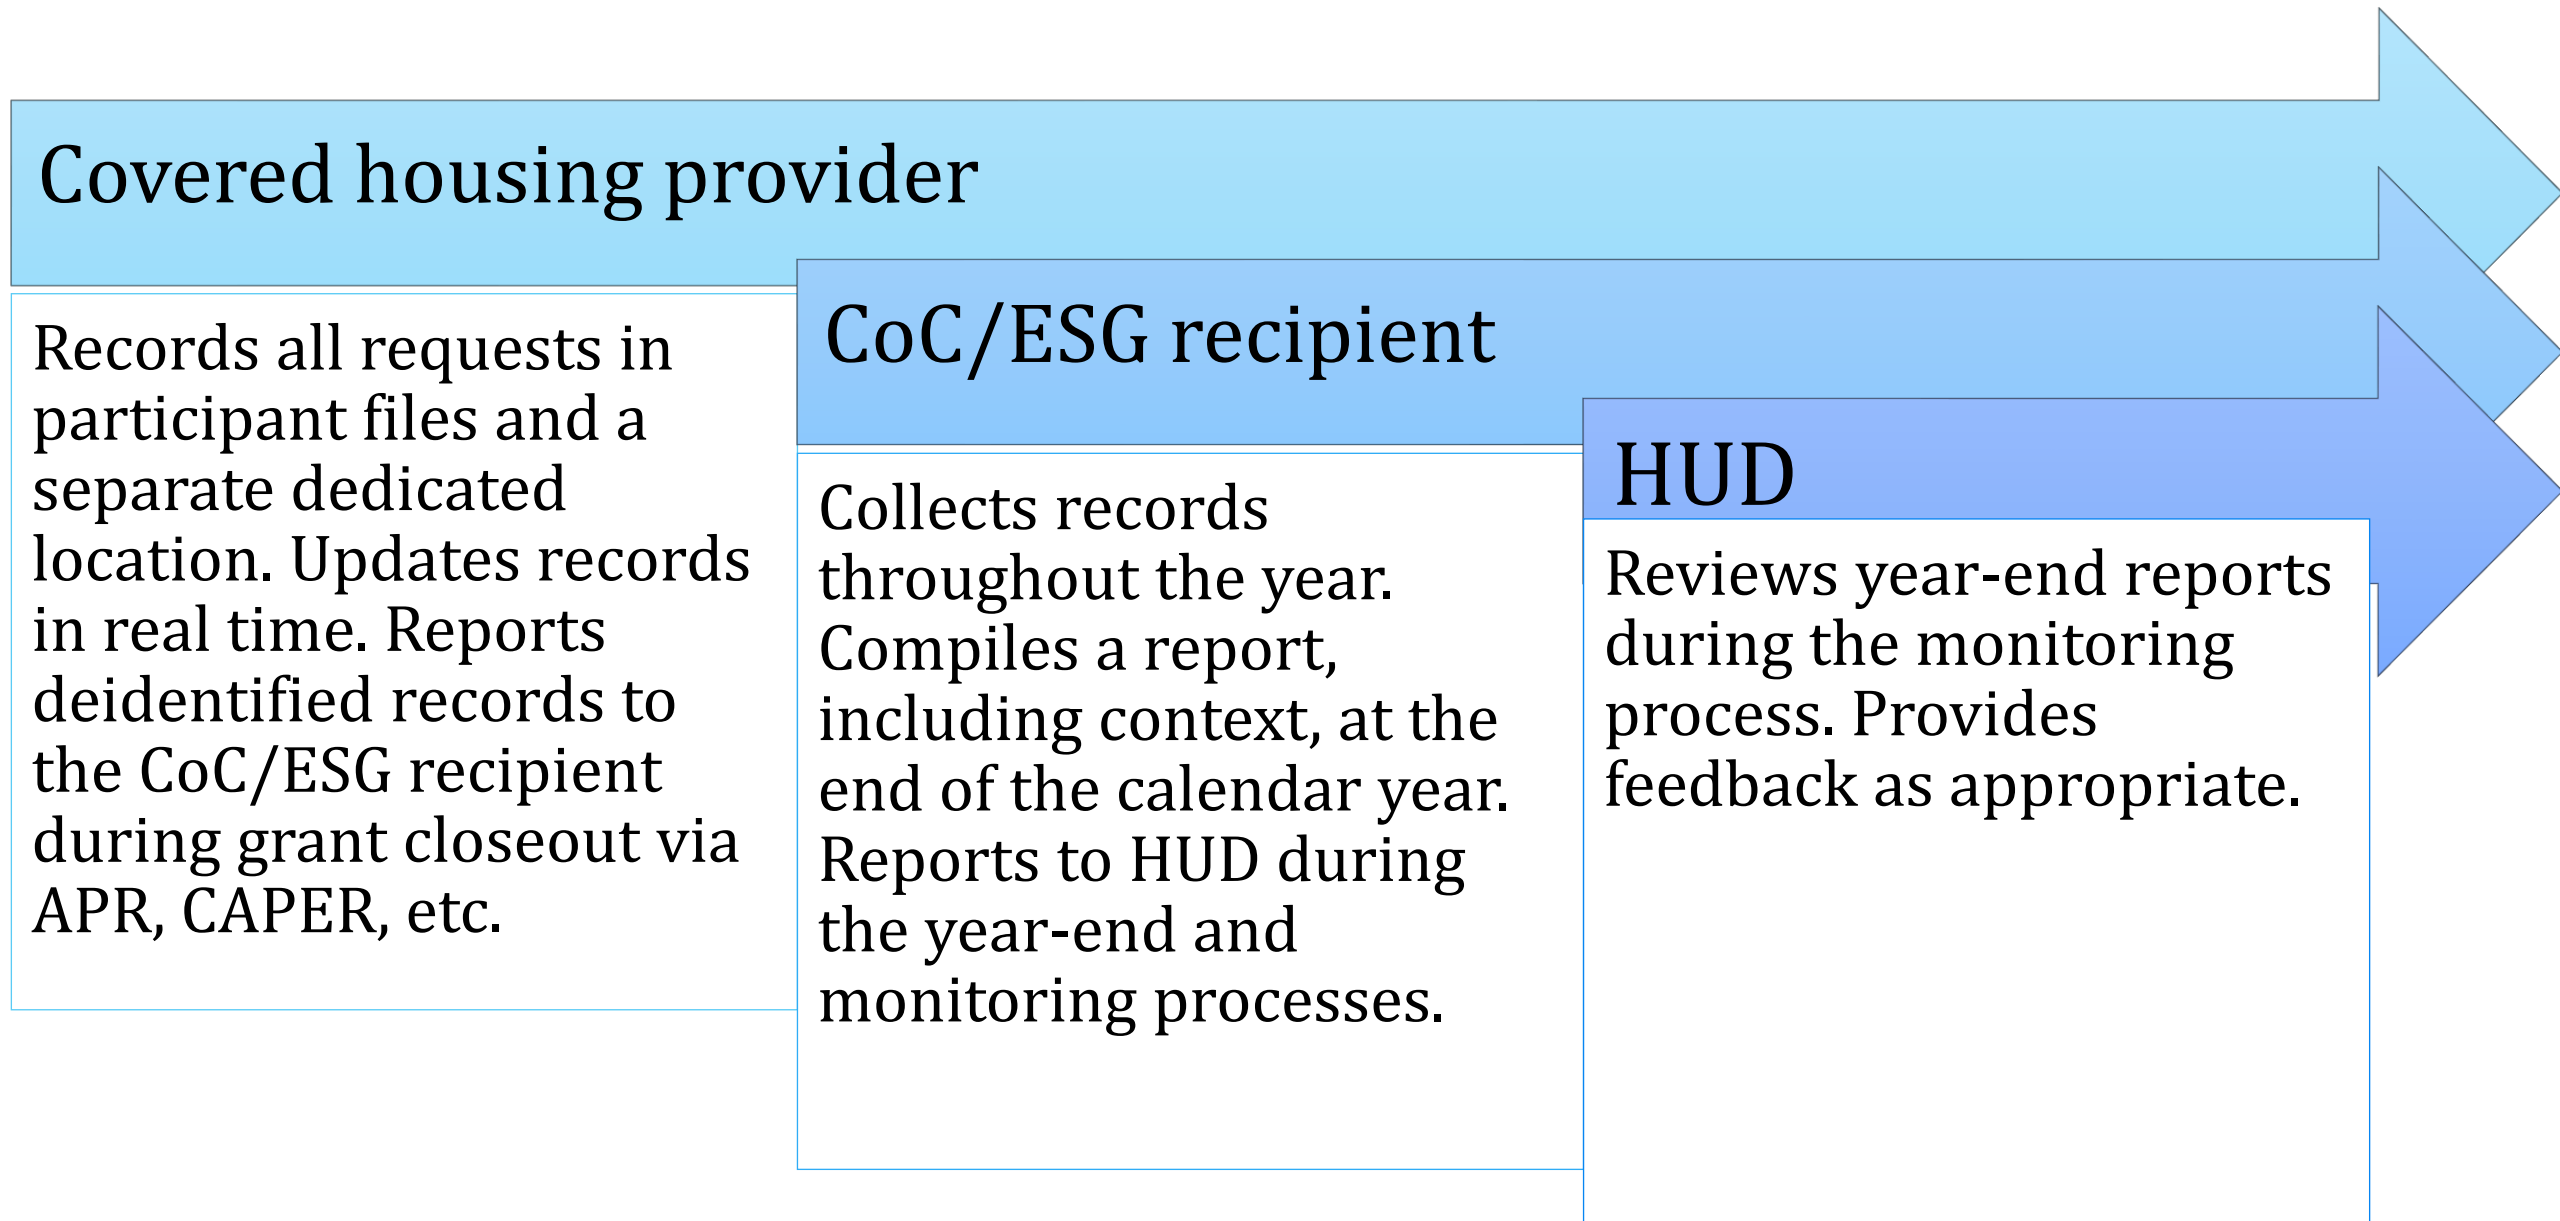 Covered housing provider
Records all requests in
participant files and a
separate dedicated
location. Updates records
in real time. Reports
deidentified records to
the CoC/ESG recipient
during grant closeout via
APR, CAPER, etc.
CoC/ESG recipient
Collects records
throughout the year.
Compiles a report,
including context, at the
end of the calendar year.
Reports to HUD during
the year-end and
monitoring processes.
HUD
Reviews year-end reports
during the monitoring
process. Provides
feedback as appropriate.